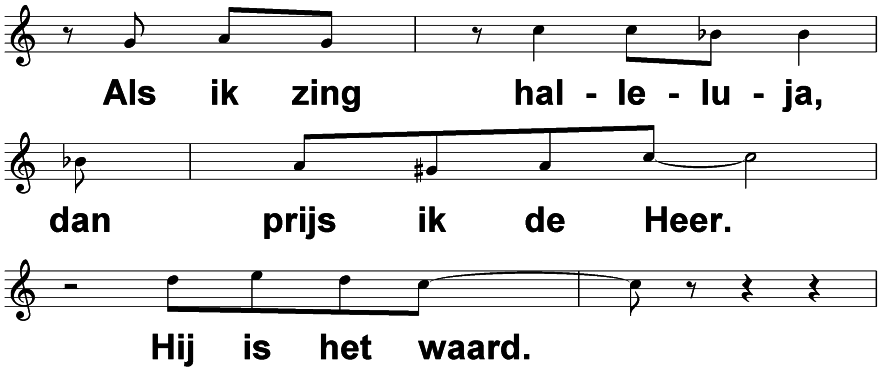 Als ik zing hal - le - lu - ja,
dan prijs ik de Heer.
Hij is het waard.